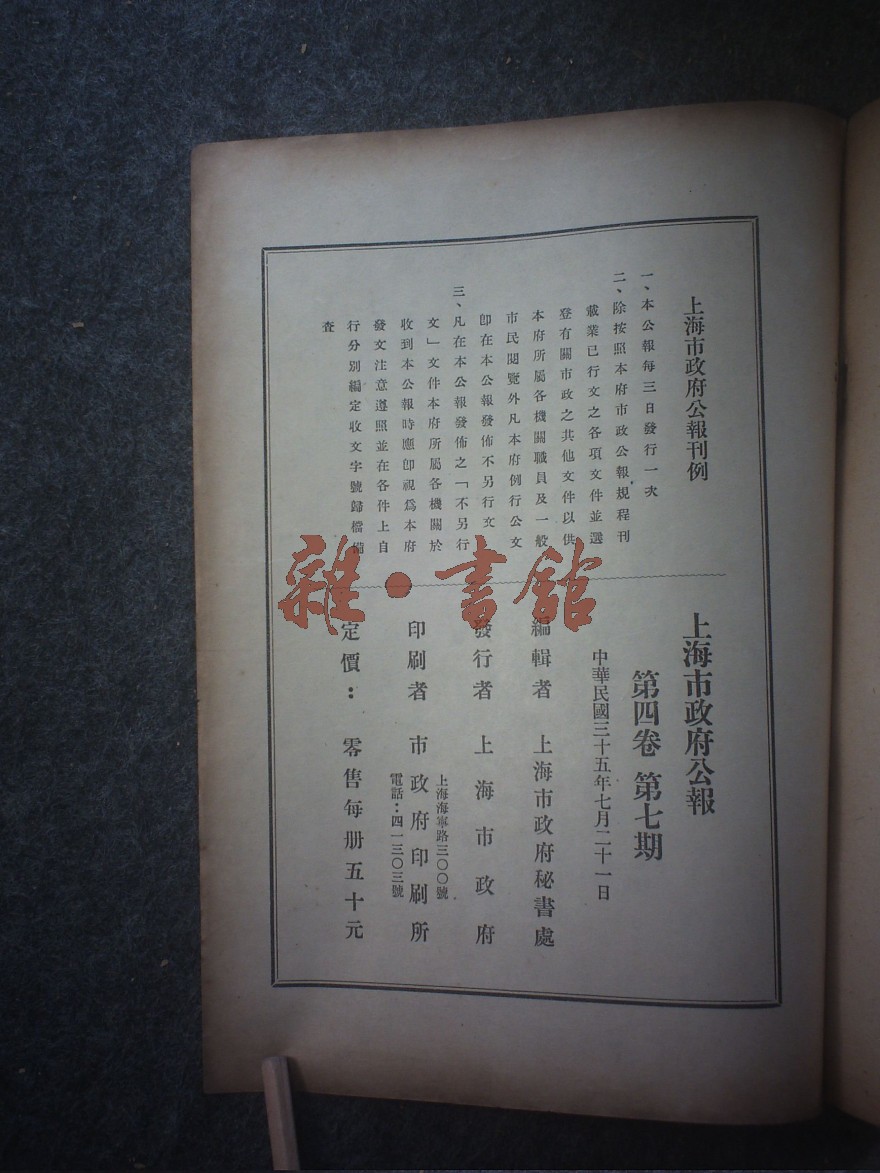 上海市政府公報刊例
一、本公報每三日發行一次
二、除按照本府市政公報規程刊
載業已行文之各項文件並選
登有關市政之其他文件以供
本府所屬各機關職員及一般
市民閱覽外凡本府例行公文
卽在本公報發佈不另行文
三、凡在本公報發佈之「不另行
文」文件本府所屬各機關於
收到本公報時應卽視爲本府
發文注意遵照並在各件上自
行分別編定收文字號歸檔備
查
上海市政府公報
第四卷 第七期
中華民國三十五年七月二十一日
編輯者 上海市政府秘書處
發行者 上海市政府
印刷者 市政府印刷所
上海海寧路三〇〇號
電話：四一三〇三號
定價： 零售每册五十元
雜·書館